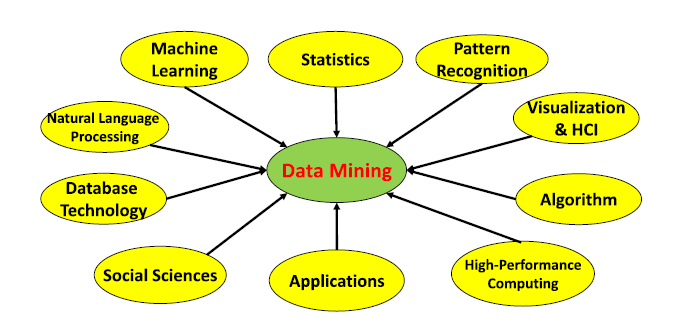 Machine
Learning
Statistics
Pattern
Recognition
Natural Language
Processing
Visualization
& HCI
Data Mining
Database
Technology
Algorithm
Social Sciences
Applications
High-Performance
Computing